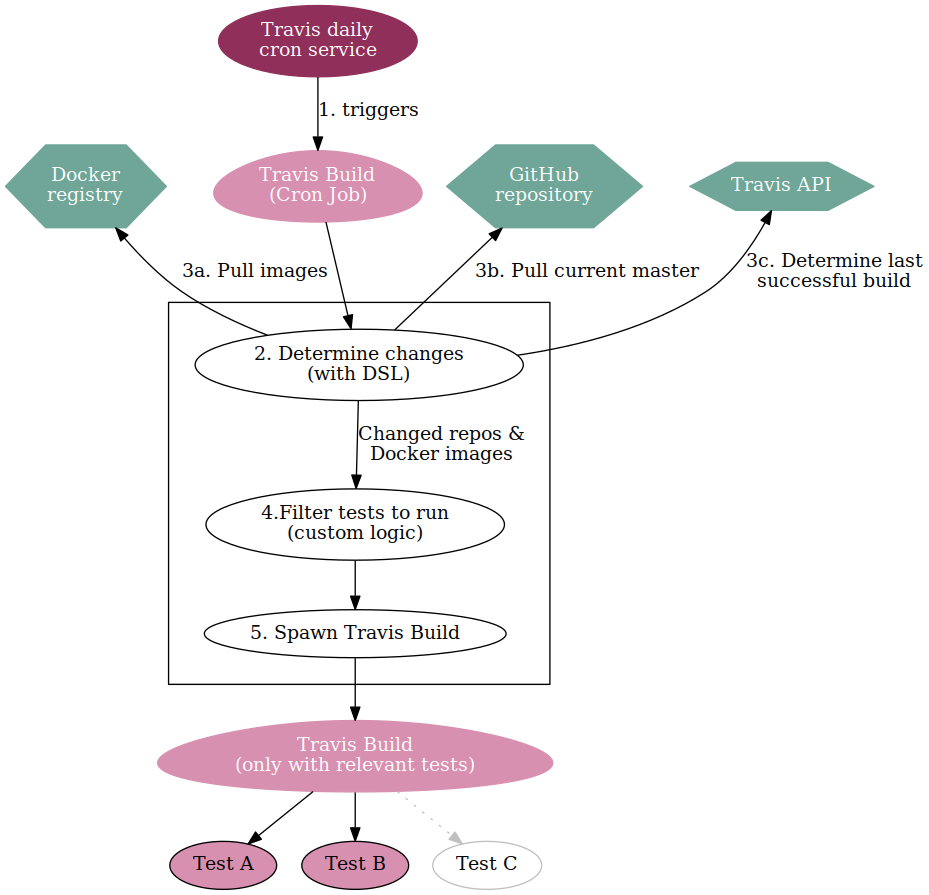 Travis daily
cron service
1. triggers
Docker
registry
Travis Build
(Cron Job)
GitHub
repository
Travis API
3a. Pull images
3b. Pull current master
3c. Determine last
successful build
2. Determine changes
(with DSL)
Changed repos &
Docker images
4.Filter tests to run
(custom logic)
5. Spawn Travis Build
Travis Build
(only with relevant tests)
Test A
Test B
Test C